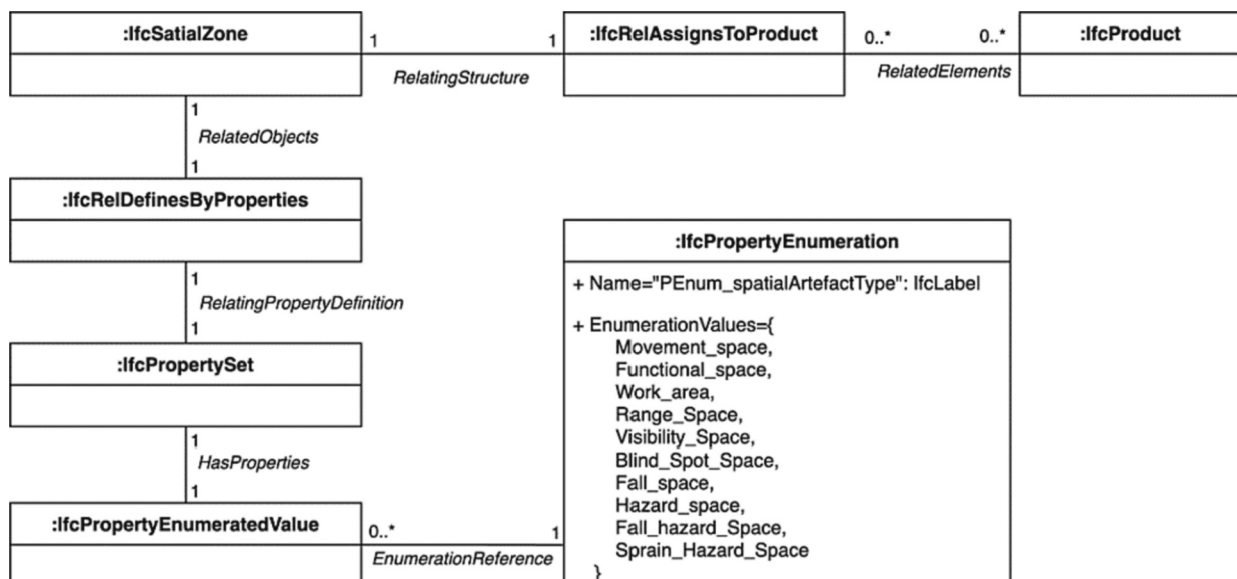 :IfcSatialZone
1
1
RelatingStructure
:IfcRelAssignsToProduct
0..*
0..*
RelatedElements
:IfcProduct
1
RelatedObjects
1
:IfcRelDefinesByProperties
1
RelatingPropertyDefinition
1
:IfcPropertySet
1
HasProperties
1
:IfcPropertyEnumeratedValue
0..*
1
EnumerationReference
:IfcPropertyEnumeration
+ Name="PEnum_spatialArtefactType": IfcLabel
+ EnumerationValues={
Movement_space,
Functional_space,
Work_area,
Range_Space,
Visibility_Space,
Blind_Spot_Space,
Fall_space,
Hazard_space,
Fall_hazard_Space,
Sprain_Hazard_Space
}